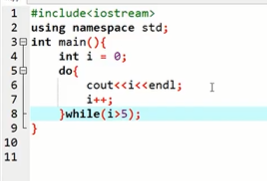 1 #include<iostream>
2 using namespace std;
3 int main(){
4 int i = 0;
5 do{
6 cout<<i<<endl;
7 i++;
8 }while(i>5);
9 }
10
11